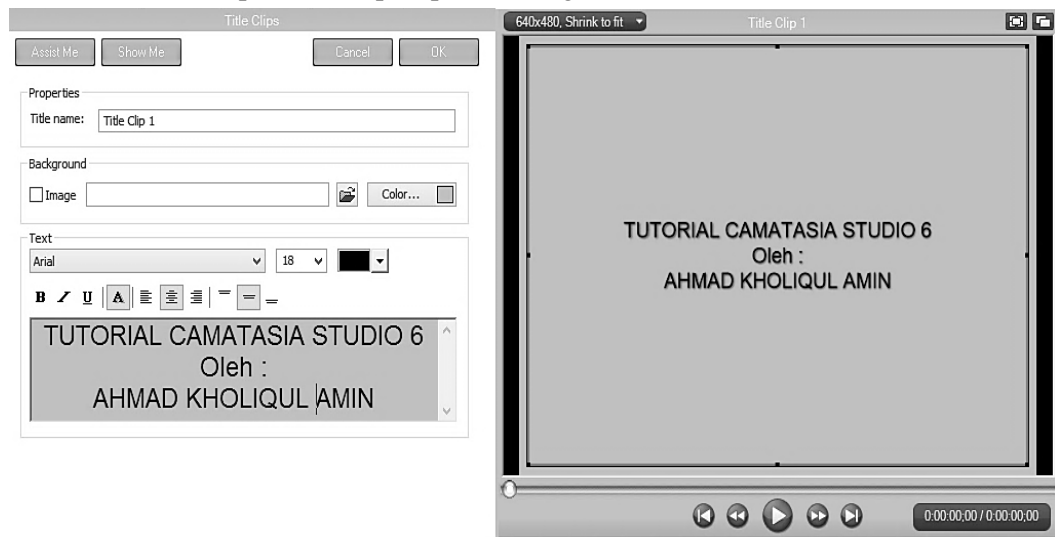 Title Clips
Assist Me Show Me Cancel OK
Properties
Title name: Title Clip 1
Background
Image Color...
Text
Arial 18
B I U A
TUTORIAL CAMATASIA STUDIO 6
Oleh :
AHMAD KHOLIQUL AMIN
640x480, Shrink to fit Title Clip 1
TUTORIAL CAMATASIA STUDIO 6
Oleh :
AHMAD KHOLIQUL AMIN
0:00:00;00 / 0:00:00;00